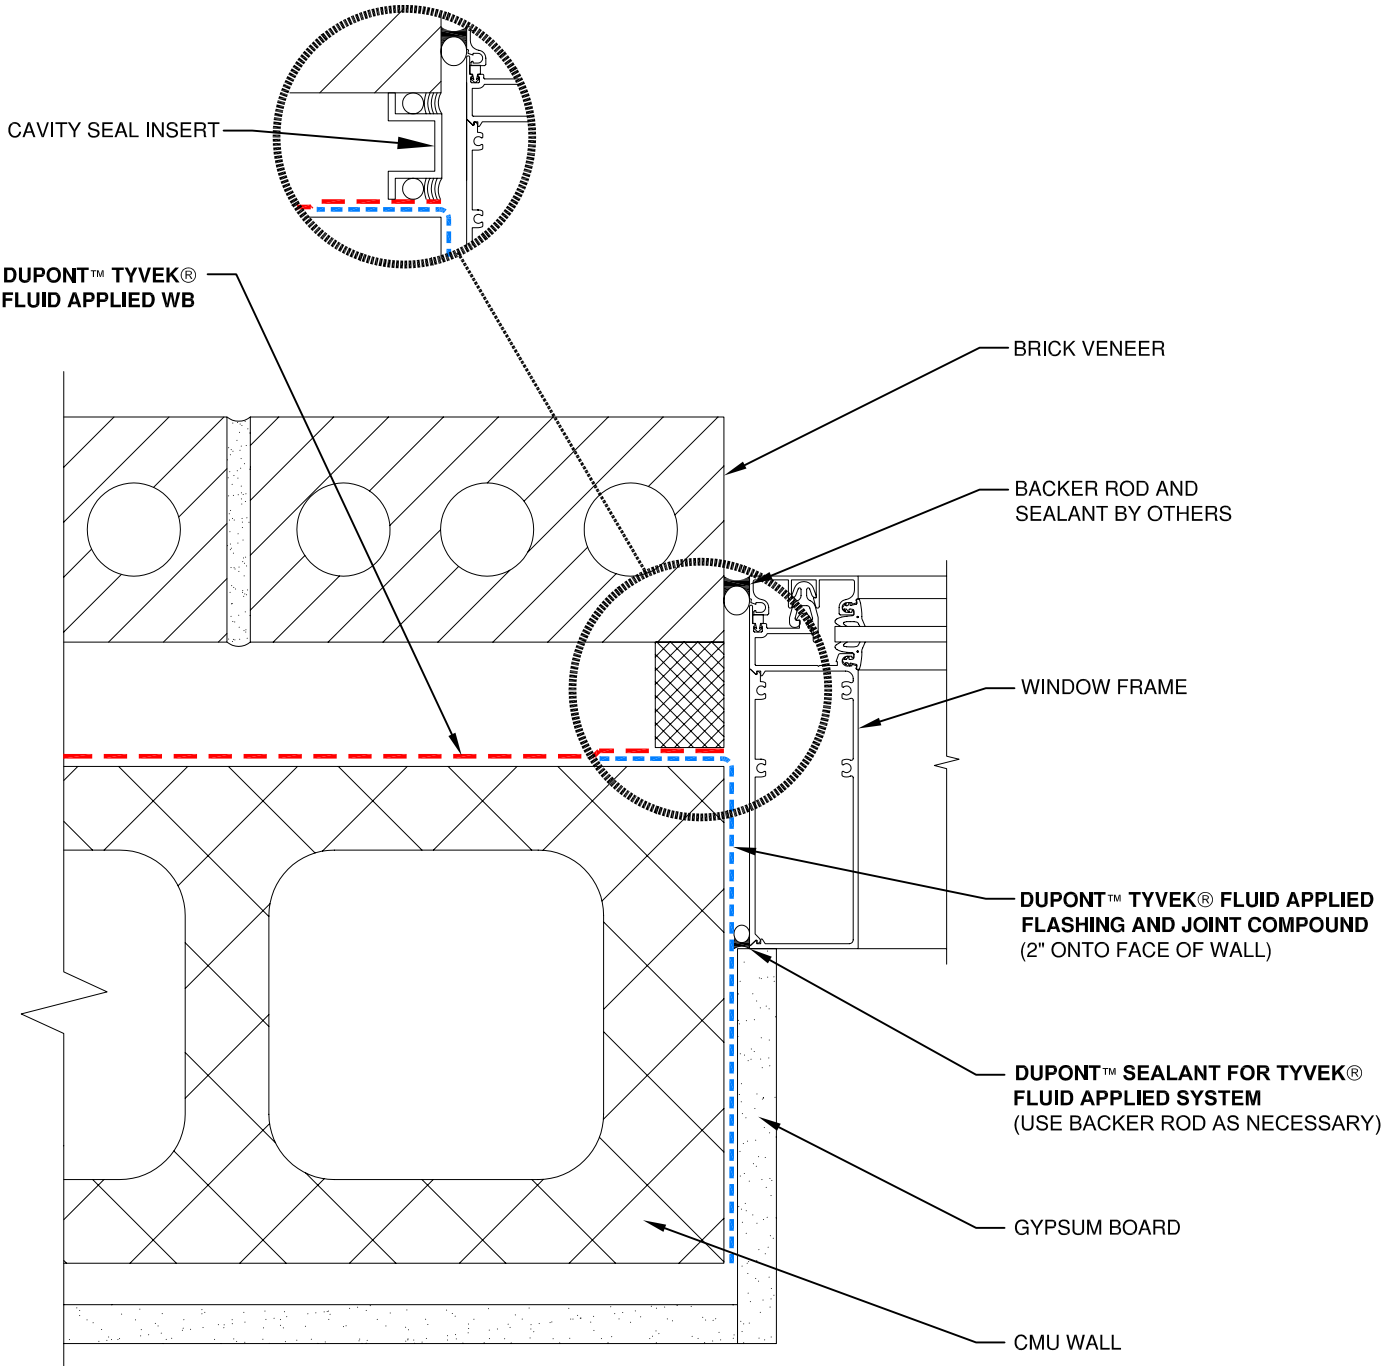 CAVITY SEAL INSERT
DUPONT™ TYVEK®
FLUID APPLIED WB
BRICK VENEER
BACKER ROD AND
SEALANT BY OTHERS
WINDOW FRAME
DUPONT™ TYVEK® FLUID APPLIED
FLASHING AND JOINT COMPOUND
(2" ONTO FACE OF WALL)
DUPONT™ SEALANT FOR TYVEK®
FLUID APPLIED SYSTEM
(USE BACKER ROD AS NECESSARY)
GYPSUM BOARD
CMU WALL